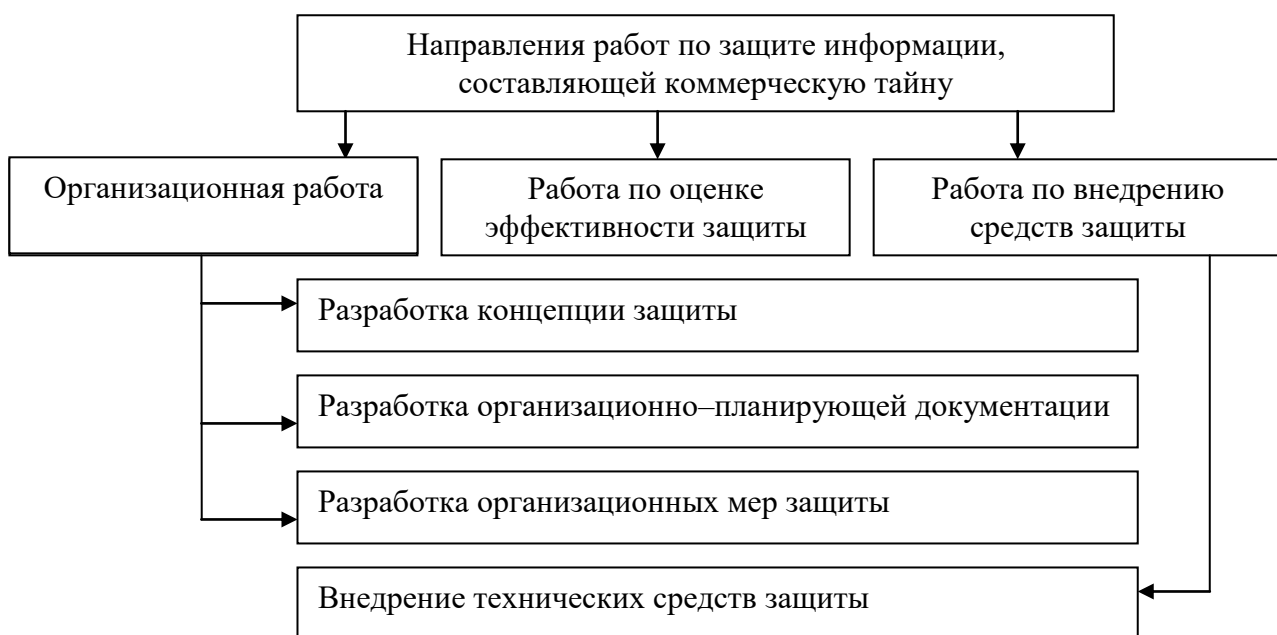 Направления работ по защите информации,
составляющей коммерческую тайну
Организационная работа
Работа по оценке
эффективности защиты
Работа по внедрению
средств защиты
Разработка концепции защиты
Разработка организационно–планирующей документации
Разработка организационных мер защиты
Внедрение технических средств защиты